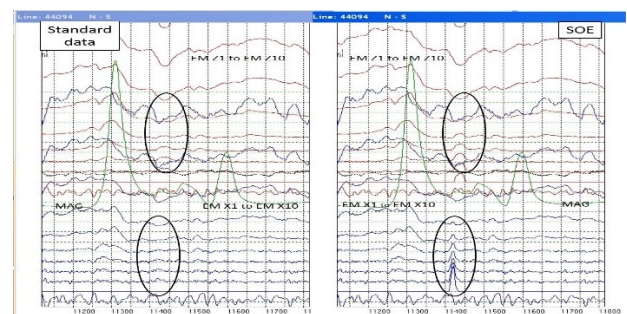 Line: 44094 N - S
Standard
data
EM Z1 to EM Z10
MAG
EM X1 to EM X10
11200 11300 11400 11500 11600 11700 11
Line: 44094 N - S
SOE
EM Z1 to EM Z10
EM X1 to EM X10
MAG
11200 11300 11400 11500 11600 11700 11800